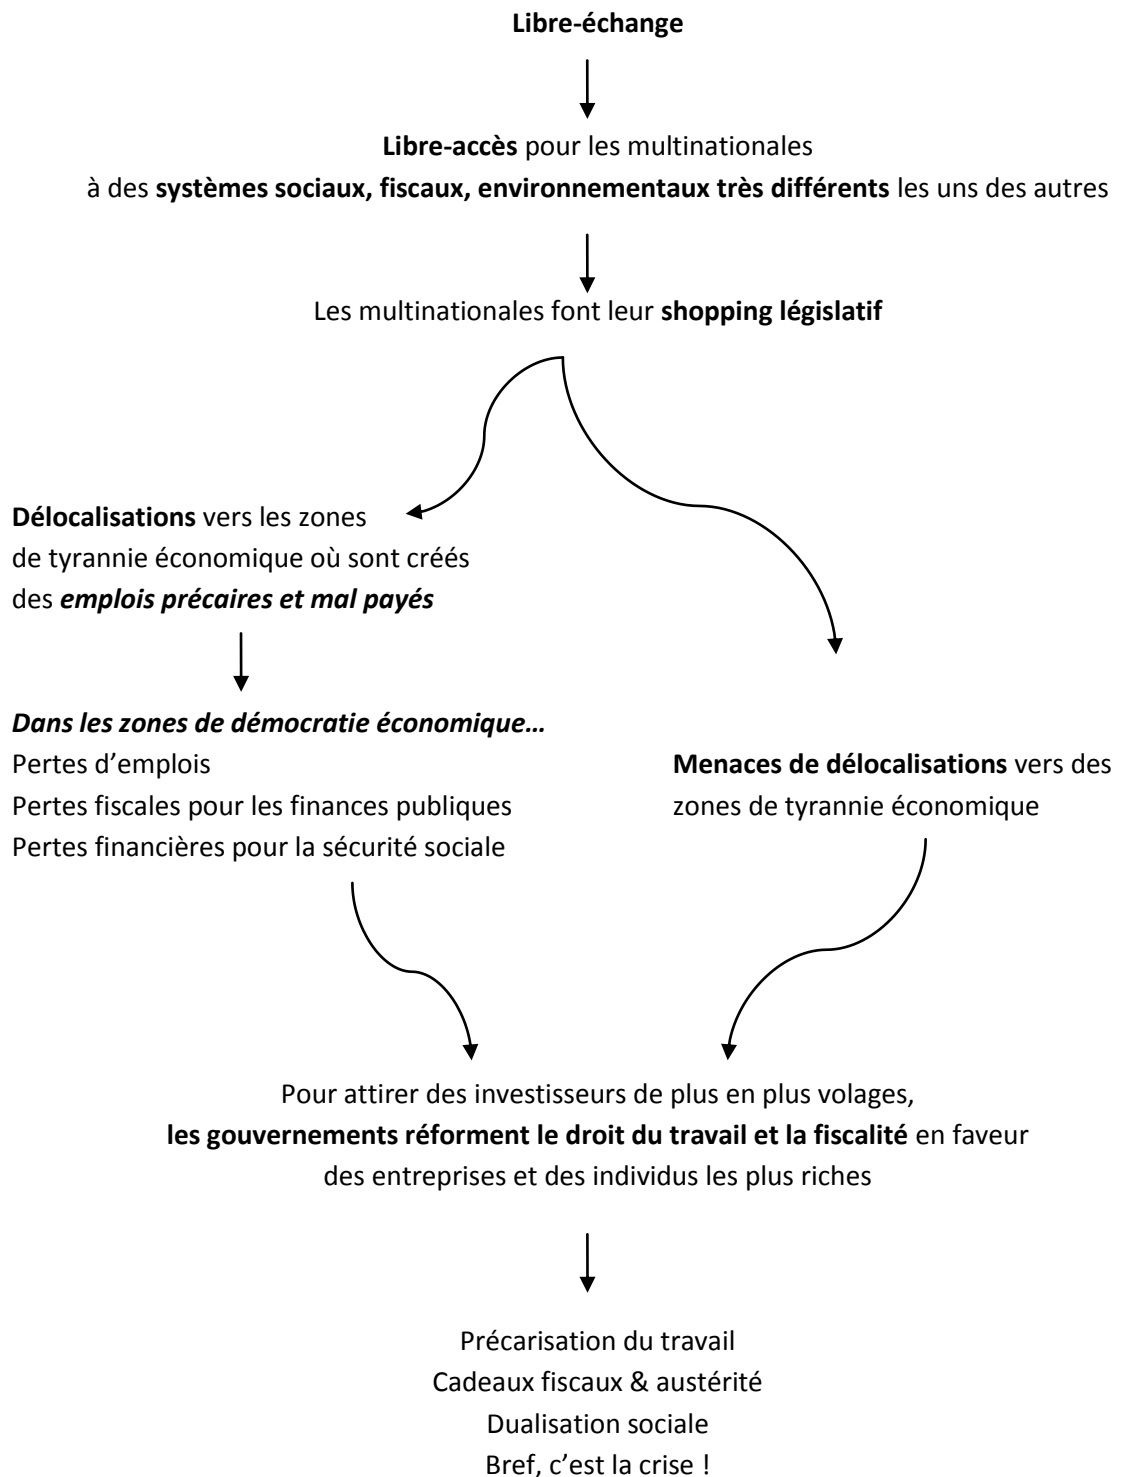 Libre-échange
Libre-accès pour les multinationales
à des systèmes sociaux, fiscaux, environnementaux très différents les uns des autres
Les multinationales font leur shopping législatif
Délocalisations vers les zones
de tyrannie économique où sont créés
des emplois précaires et mal payés
Dans les zones de démocratie économique…
Pertes d’emplois
Pertes fiscales pour les finances publiques
Pertes financières pour la sécurité sociale
Menaces de délocalisations vers des
zones de tyrannie économique
Pour attirer des investisseurs de plus en plus volages,
les gouvernements réforment le droit du travail et la fiscalité en faveur
des entreprises et des individus les plus riches
Précarisation du travail
Cadeaux fiscaux & austérité
Dualisation sociale
Bref, c’est la crise !